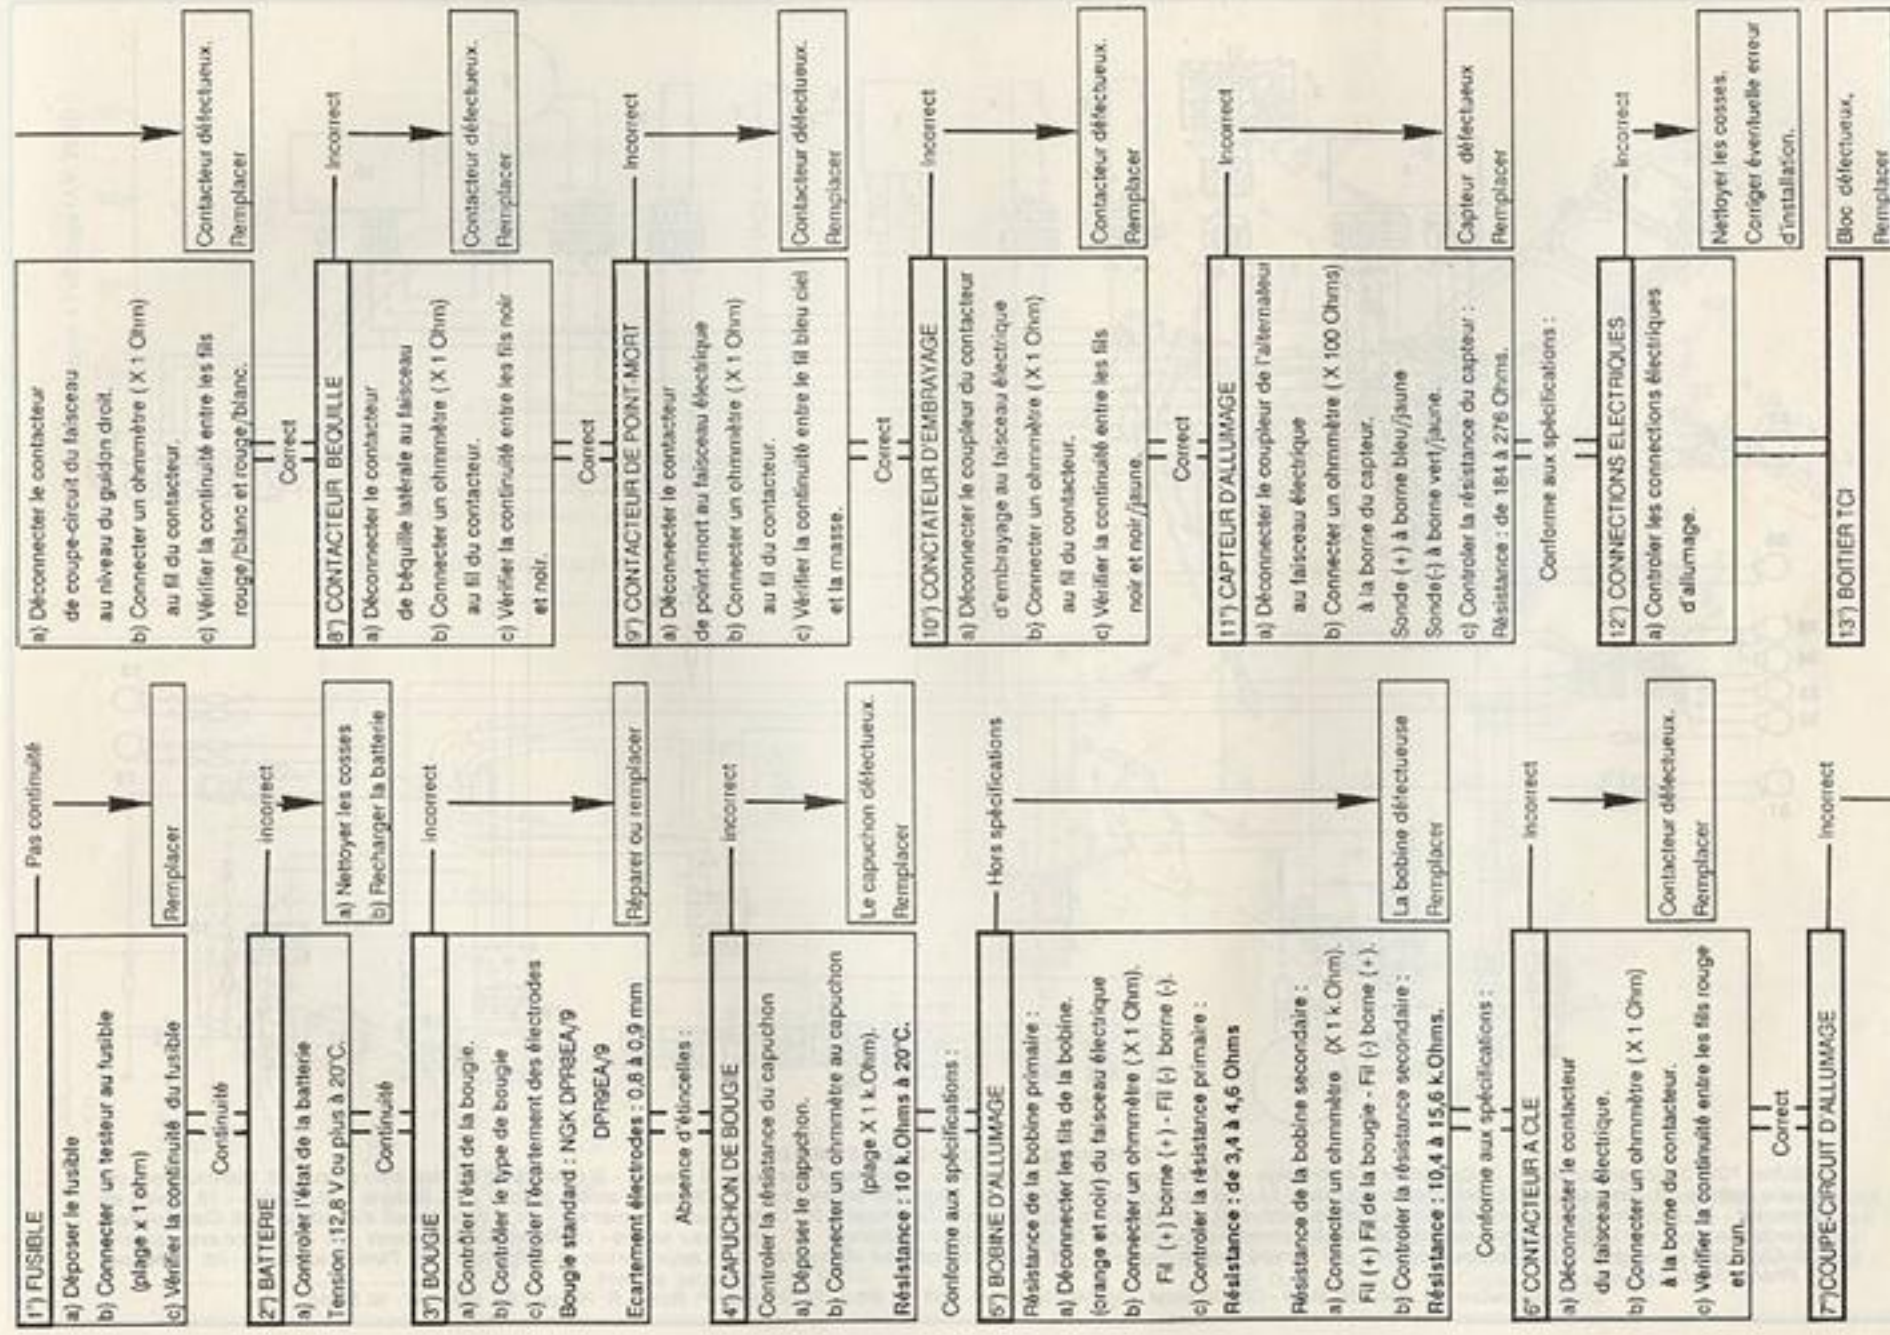 1°) FUSIBLE
a) Déposer le fusible
b) Connecter un testeur au fusible
(plage x 1 ohm)
c) Vérifier la continuité du fusible
Pas continuité
Remplacer
Continuité
2°) BATTERIE
a) Controler l'état de la batterie
Tension : 12,8 V ou plus à 20°C.
incorrect
a) Nettoyer les cosses
b) Recharger la batterie
Continuité
3°) BOUGIE
a) Contrôler l'état de la bougie.
b) Contrôler le type de bougie
c) Controler l'écartement des électrodes
Bougie standard : NGK DPR8EA/9
DPR9EA/9
Ecartement électrodes : 0,8 à 0,9 mm
incorrect
Réparer ou remplacer
Absence d'étincelles :
4°) CAPUCHON DE BOUGIE
Controler la résistance du capuchon
a) Déposer le capuchon.
b) Connecter un ohmmètre au capuchon
(plage X 1 k.Ohm).
Résistance : 10 k.Ohms à 20°C.
incorrect
Le capuchon défectueux.
Remplacer
Conforme aux spécifications :
5°) BOBINE D'ALLUMAGE
Résistance de la bobine primaire :
a) Déconnecter les fils de la bobine.
(orange et noir) du faisceau électrique
b) Connecter un ohmmètre ( X 1 Ohm).
Fil (+) borne (+) - Fil (-) borne (-).
c) Controler la résistance primaire :
Résistance : de 3,4 à 4,6 Ohms
Résistance de la bobine secondaire :
a) Connecter un ohmmètre (X 1 k.Ohm).
Fil (+) Fil de la bougie - Fil (-) borne (+).
b) Controler la résistance secondaire :
Résistance : 10,4 à 15,6 k.Ohms.
Hors spécifications
La bobine défectueuse
Remplacer
Conforme aux spécifications :
6° CONTACTEUR A CLE
a) Déconnecter le contacteur
du faisceau électrique.
b) Connecter un ohmmètre ( X 1 Ohm)
à la borne du contacteur.
c) Vérifier la continuité entre les fils rouge
et brun.
Incorrect
Contacteur défectueux.
Remplacer
Correct
7°) COUPE-CIRCUIT D'ALLUMAGE
Incorrect
a) Déconnecter le contacteur
de coupe-circuit du faisceau
au niveau du guidon droit.
b) Connecter un ohmmètre ( X 1 Ohm)
au fil du contacteur.
c) Vérifier la continuité entre les fils
rouge/blanc et rouge/blanc.
Contacteur défectueux.
Remplacer
Correct
8°) CONTACTEUR BEQUILLE
a) Déconnecter le contacteur
de béquille latérale au faisceau
b) Connecter un ohmmètre ( X 1 Ohm)
au fil du contacteur.
c) Vérifier la continuité entre les fils noir
et noir.
Incorrect
Contacteur défectueux.
Remplacer
Correct
9°) CONTACTEUR DE POINT-MORT
a) Déconnecter le contacteur
de point-mort au faisceau électrique
b) Connecter un ohmmètre ( X 1 Ohm)
au fil du contacteur.
c) Vérifier la continuité entre le fil bleu ciel
et la masse.
Incorrect
Contacteur défectueux.
Remplacer
Correct
10°) CONCTATEUR D'EMBRAYAGE
a) Déconnecter le coupleur du contacteur
d'embrayage au faisceau électrique
b) Connecter un ohmmètre ( X 1 Ohm)
au fil du contacteur.
c) Vérifier la continuité entre les fils
noir et noir/jaune.
Incorrect
Contacteur défectueux.
Remplacer
Correct
11°) CAPTEUR D'ALLUMAGE
a) Déconnecter le coupleur de l'alternateur
au faisceau électrique
b) Connecter un ohmmètre ( X 100 Ohms)
à la borne du capteur.
Sonde (+) à borne bleu/jaune
Sonde(-) à borne vert/jaune.
c) Controler la résistance du capteur :
Résistance : de 184 à 276 Ohms.
Incorrect
Capteur défectueux
Remplacer
Conforme aux spécifications :
12°) CONNECTIONS ELECTRIQUES
a) Controler les connections électriques
d'allumage.
Incorrect
Nettoyer les cosses.
Corriger éventuelle erreur
d'installation.
13°) BOITIER TCI
Bloc défectueux,
Remplacer